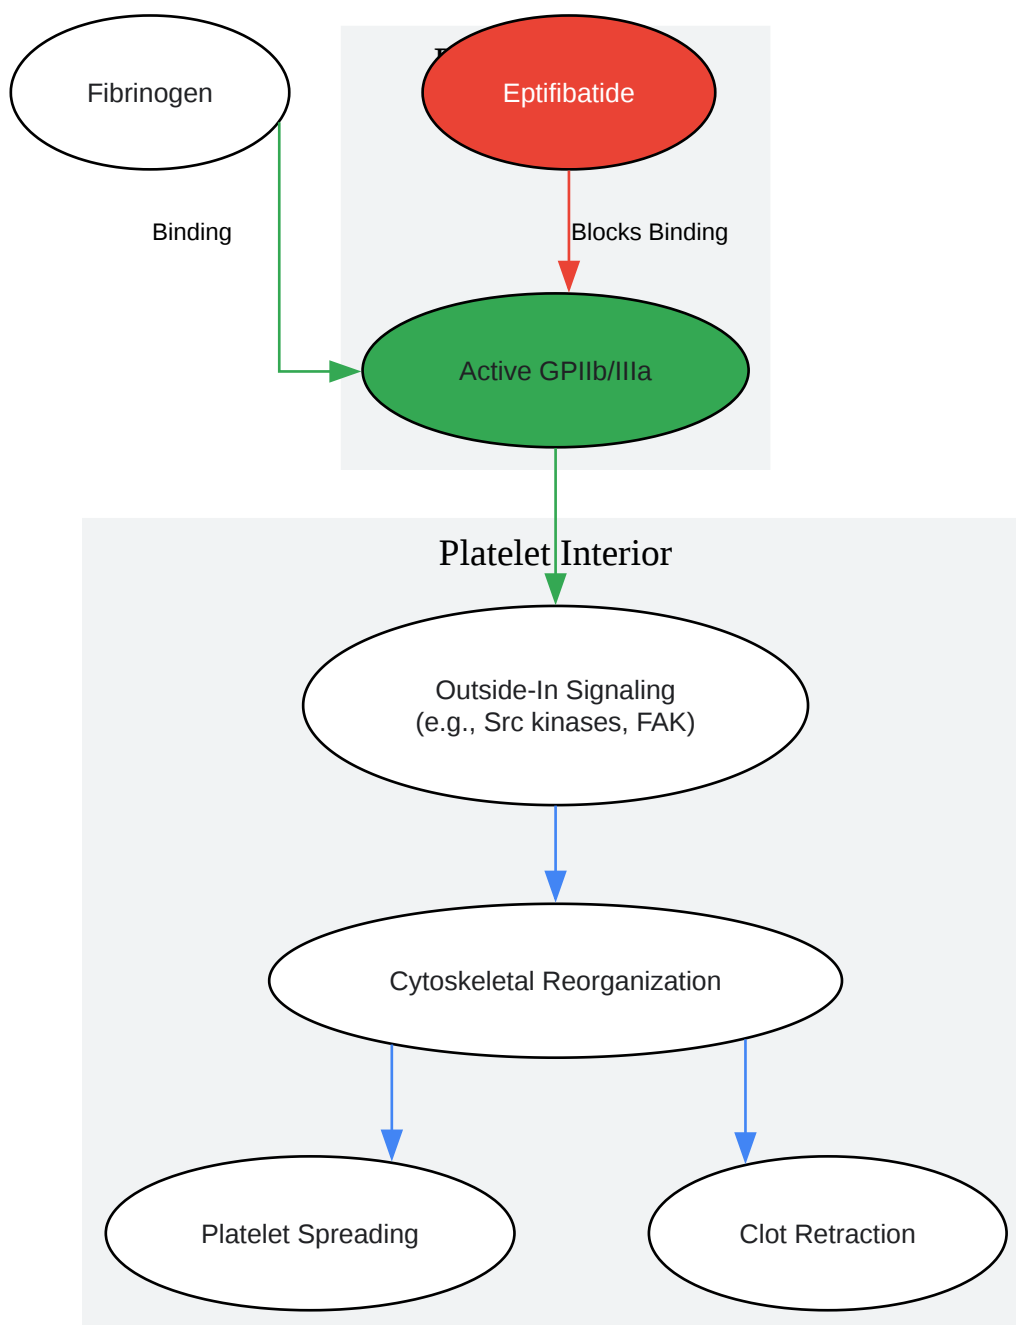 Fibrinogen
Eptifibatide
Binding
Blocks Binding
Active GPIIb/IIIa
Platelet Interior
Outside-In Signaling
(e.g., Src kinases, FAK)
Cytoskeletal Reorganization
Platelet Spreading
Clot Retraction